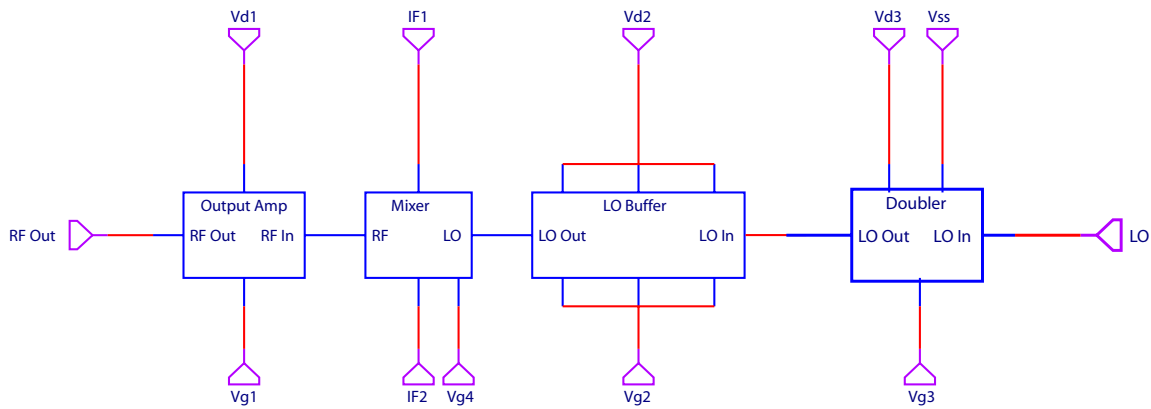 Vd1
IF1
Vd2
Vd3
Vss
Output Amp
Mixer
LO Buffer
Doubler
RF Out
RF Out
RF In
RF
LO
LO Out
LO In
LO Out
LO In
LO
Vg1
IF2
Vg4
Vg2
Vg3